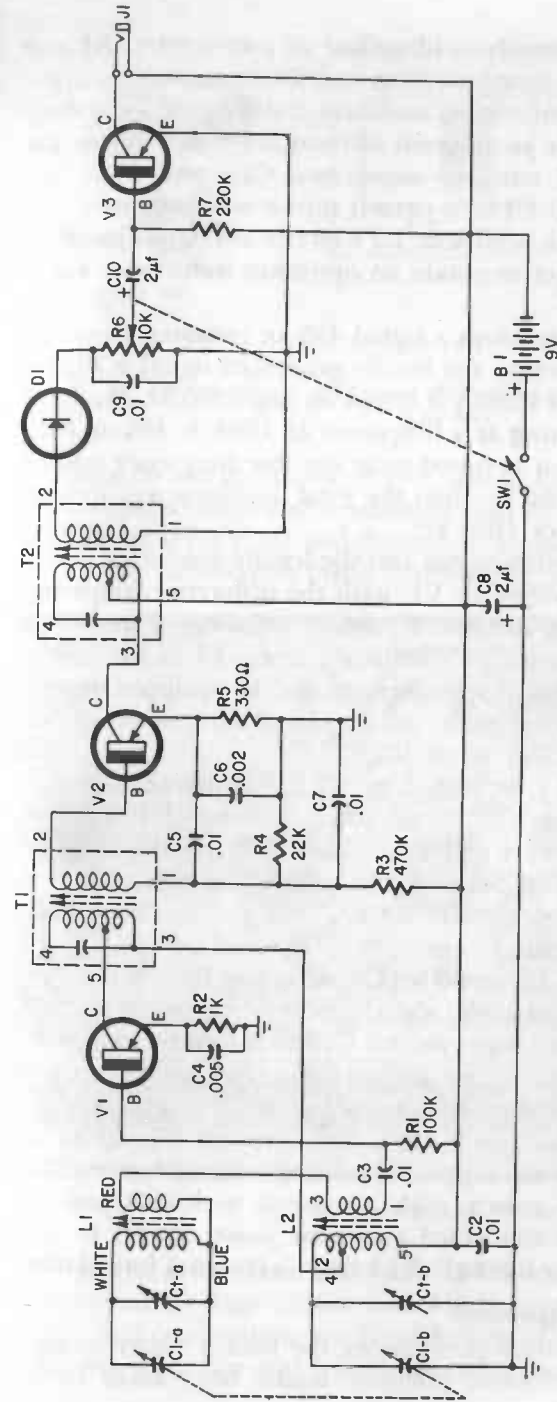 WHITE
L1
RED
BLUE
C1-a
Ct-a
L2
4
2
3
5
C1-b
Ct-b
C2
.01
C3
.01
R1
100K
V1
B
C
E
C4
.005
R2
1K
T1
5
4
3
2
1
V2
B
C
E
C5
.01
R5
330Ω
C6
.002
R4
22K
C7
.01
R3
470K
T2
4
3
5
2
1
D1
C9
.01
R6
10K
+ C10
2µf
V3
B
C
E
R7
220K
J1
C8
2µf
+
SW1
B1
+
9V